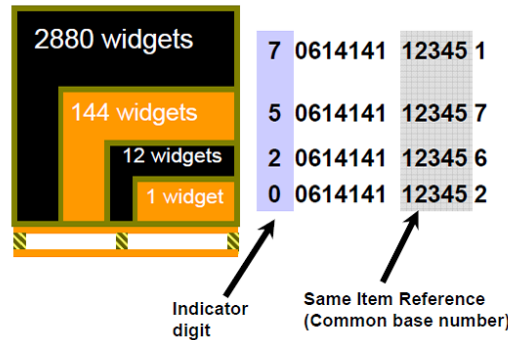 2880 widgets 7 0614141 12345 1
144 widgets 5 0614141 12345 7
12 widgets 2 0614141 12345 6
1 widget 0 0614141 12345 2
Indicator
digit
Same Item Reference
(Common base number)